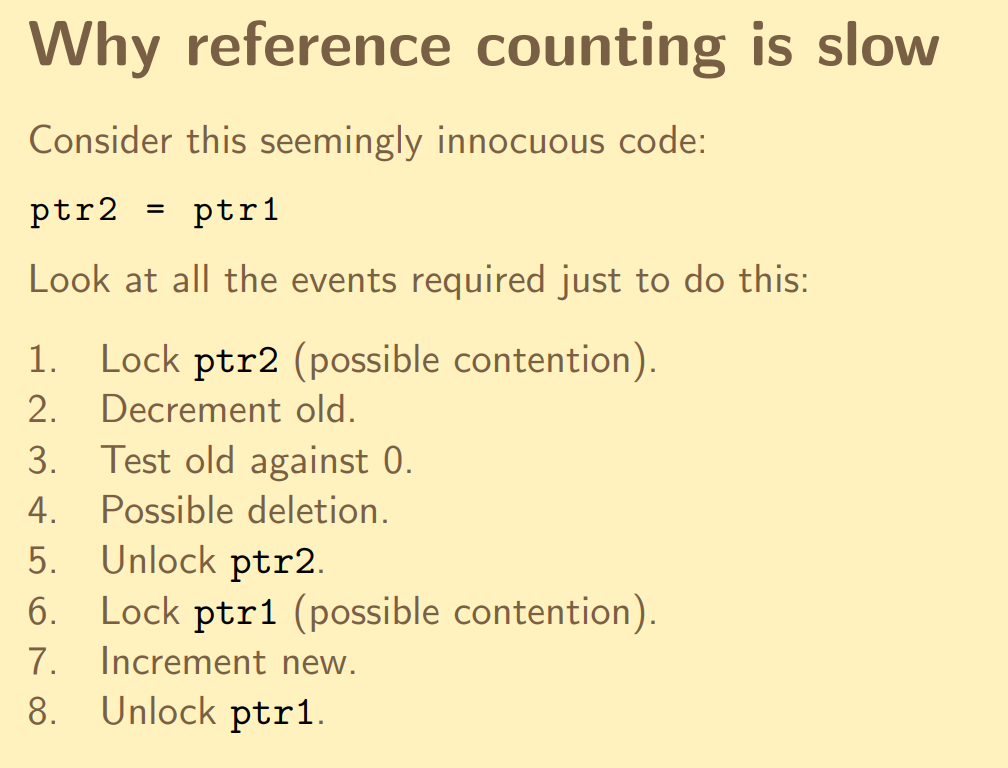 Why reference counting is slow
Consider this seemingly innocuous code:
ptr2 = ptr1
Look at all the events required just to do this:
1. Lock ptr2 (possible contention).
2. Decrement old.
3. Test old against 0.
4. Possible deletion.
5. Unlock ptr2.
6. Lock ptr1 (possible contention).
7. Increment new.
8. Unlock ptr1.